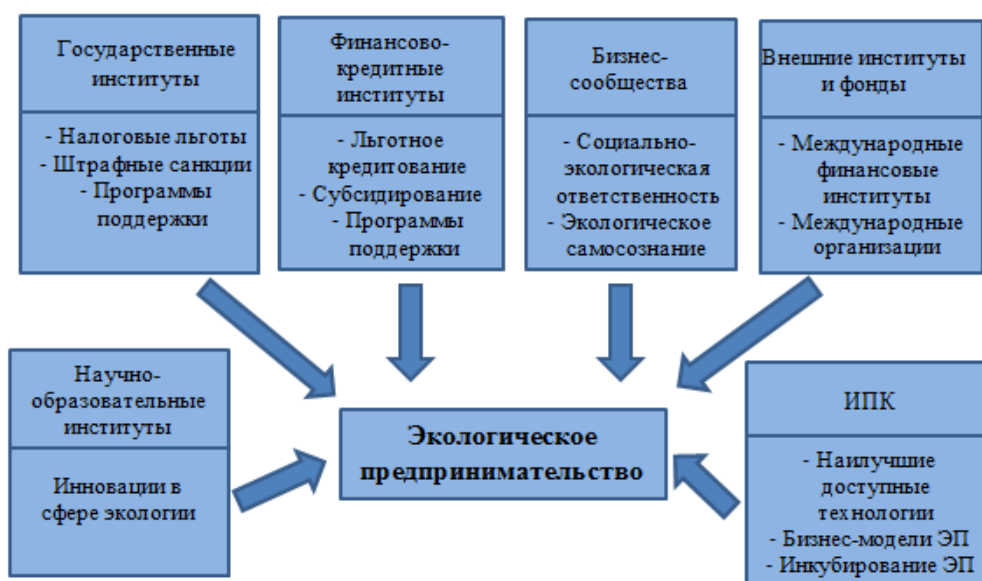 Государственные
институты
- Налоговые льготы
- Штрафные санкции
- Программы
поддержки
Финансово-
кредитные
институты
- Льготное
кредитование
- Субсидирование
- Программы
поддержки
Бизнес-
сообщества
- Социально-
экологическая
ответственность
- Экологическое
самосознание
Внешние институты
и фонды
- Международные
финансовые
институты
- Международные
организации
Научно-
образовательные
институты
Инновации в
сфере экологии
Экологическое
предпринимательство
ИПК
- Наилучшие
доступные
технологии
- Бизнес-модели ЭП
- Инкубирование ЭП